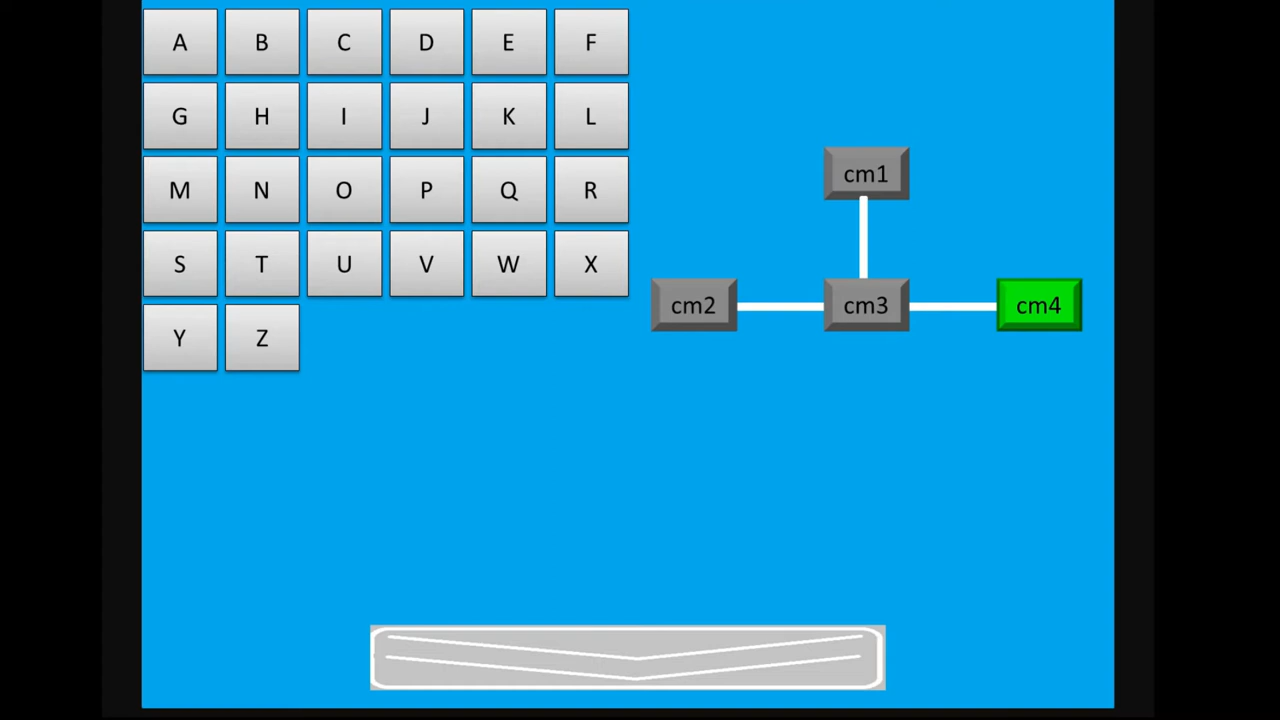 A B C D E F
G H I J K L
M N O P Q R
S T U V W X
Y Z
cm1
cm2 cm3 cm4